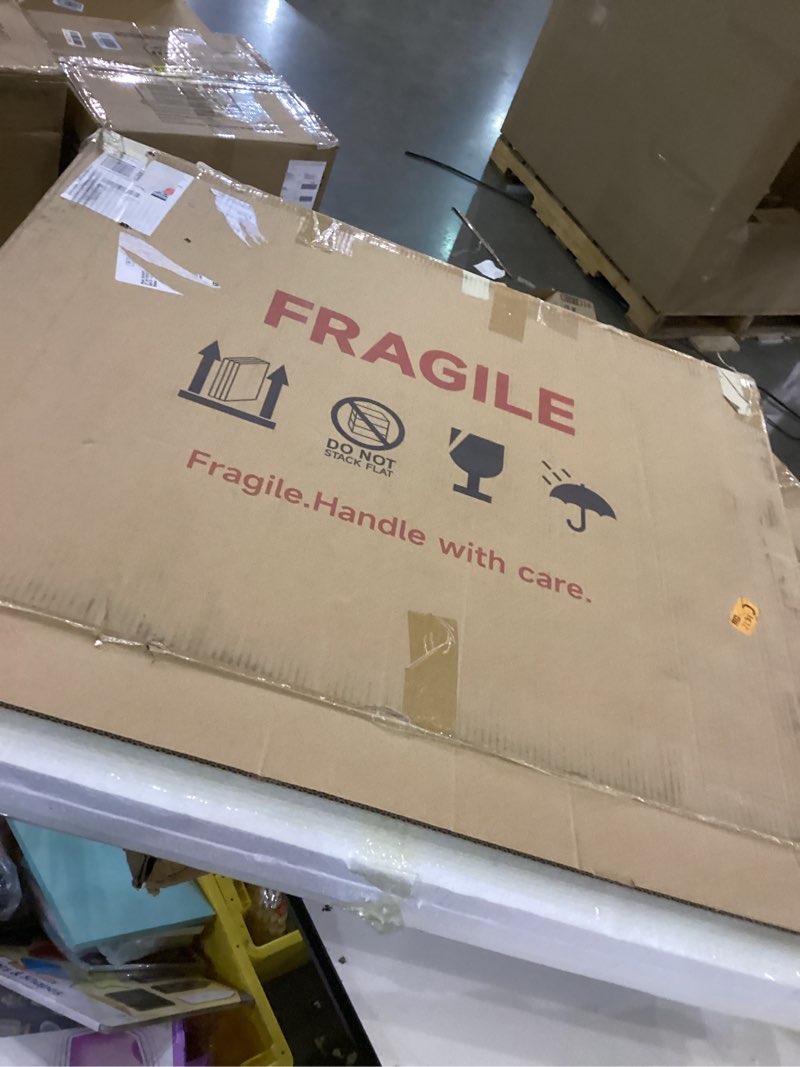 FRAGILE
DO NOT
STACK FLAT
Fragile.Handle with care.